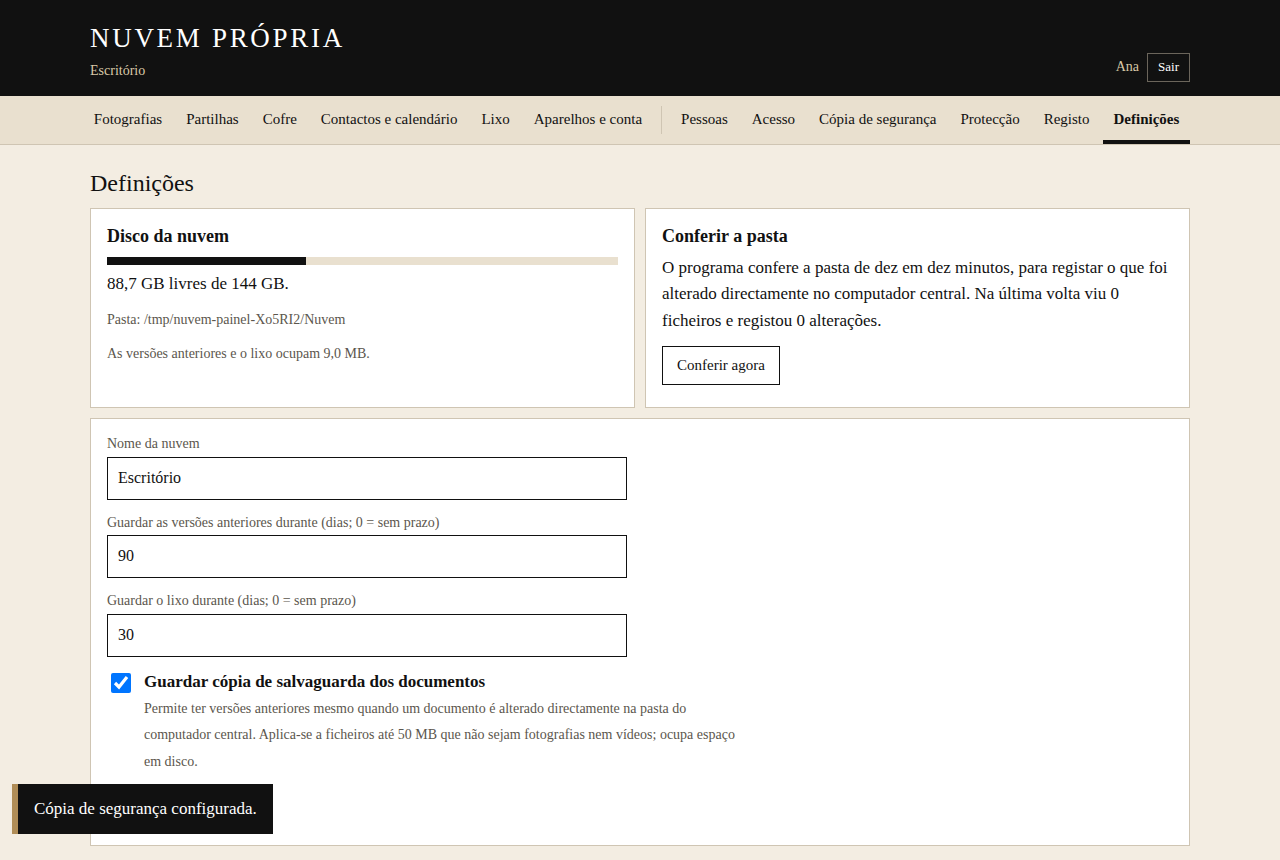 NUVEM PRÓPRIA
Escritório
Ana
Sair
Fotografias
Partilhas
Cofre
Contactos e calendário
Lixo
Aparelhos e conta
Pessoas
Acesso
Cópia de segurança
Protecção
Registo
Definições
Definições
Disco da nuvem
88,7 GB livres de 144 GB.
Pasta: /tmp/nuvem-painel-Xo5RI2/Nuvem
As versões anteriores e o lixo ocupam 9,0 MB.
Conferir a pasta
O programa confere a pasta de dez em dez minutos, para registar o que foi
alterado directamente no computador central. Na última volta viu 0
ficheiros e registou 0 alterações.
Conferir agora
Nome da nuvem
Escritório
Guardar as versões anteriores durante (dias; 0 = sem prazo)
90
Guardar o lixo durante (dias; 0 = sem prazo)
30
Guardar cópia de salvaguarda dos documentos
Permite ter versões anteriores mesmo quando um documento é alterado directamente na pasta do
computador central. Aplica-se a ficheiros até 50 MB que não sejam fotografias nem vídeos; ocupa espaço
em disco.
Cópia de segurança configurada.